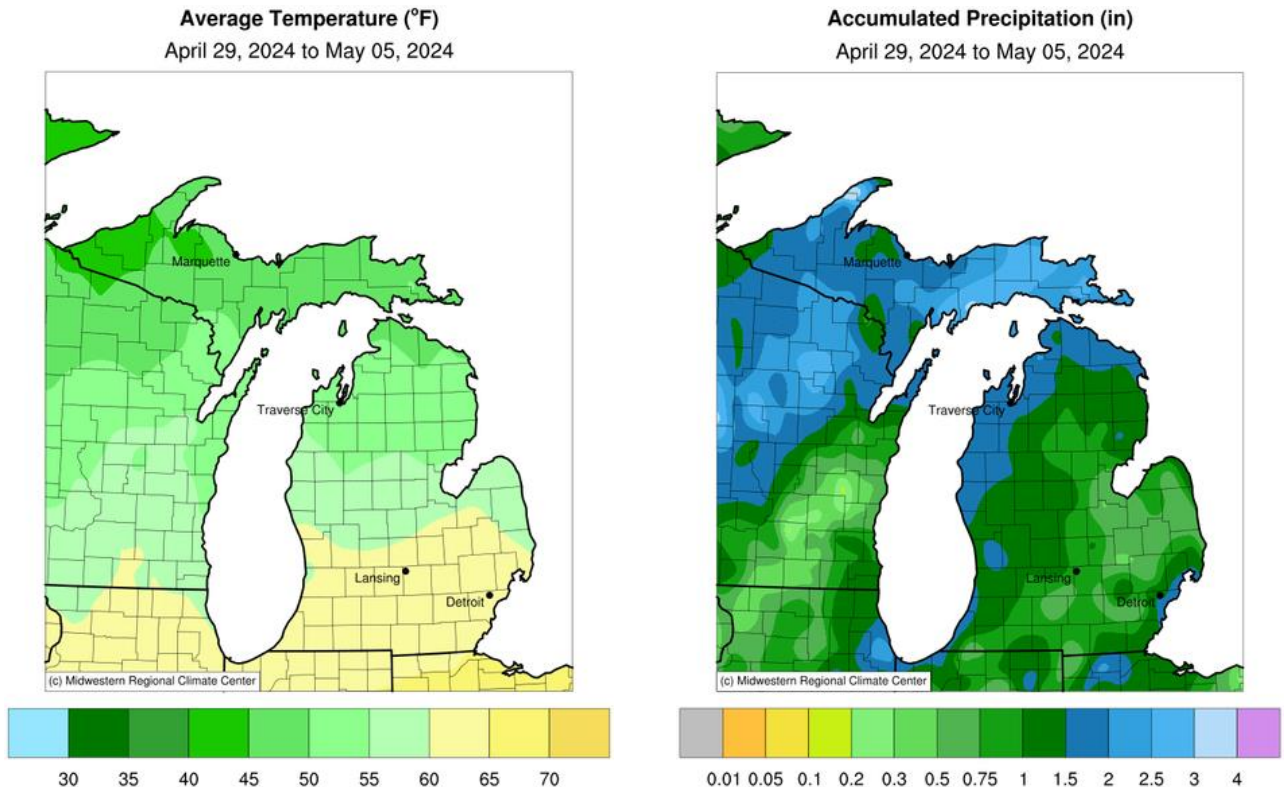 Average Temperature (°F)
April 29, 2024 to May 05, 2024
Marquette
Traverse City
Lansing
Detroit
(c) Midwestern Regional Climate Center
30 35 40 45 50 55 60 65 70
Accumulated Precipitation (in)
April 29, 2024 to May 05, 2024
Marquette
Traverse City
Lansing
Detroit
(c) Midwestern Regional Climate Center
0.01 0.05 0.1 0.2 0.3 0.5 0.75 1 1.5 2 2.5 3 4